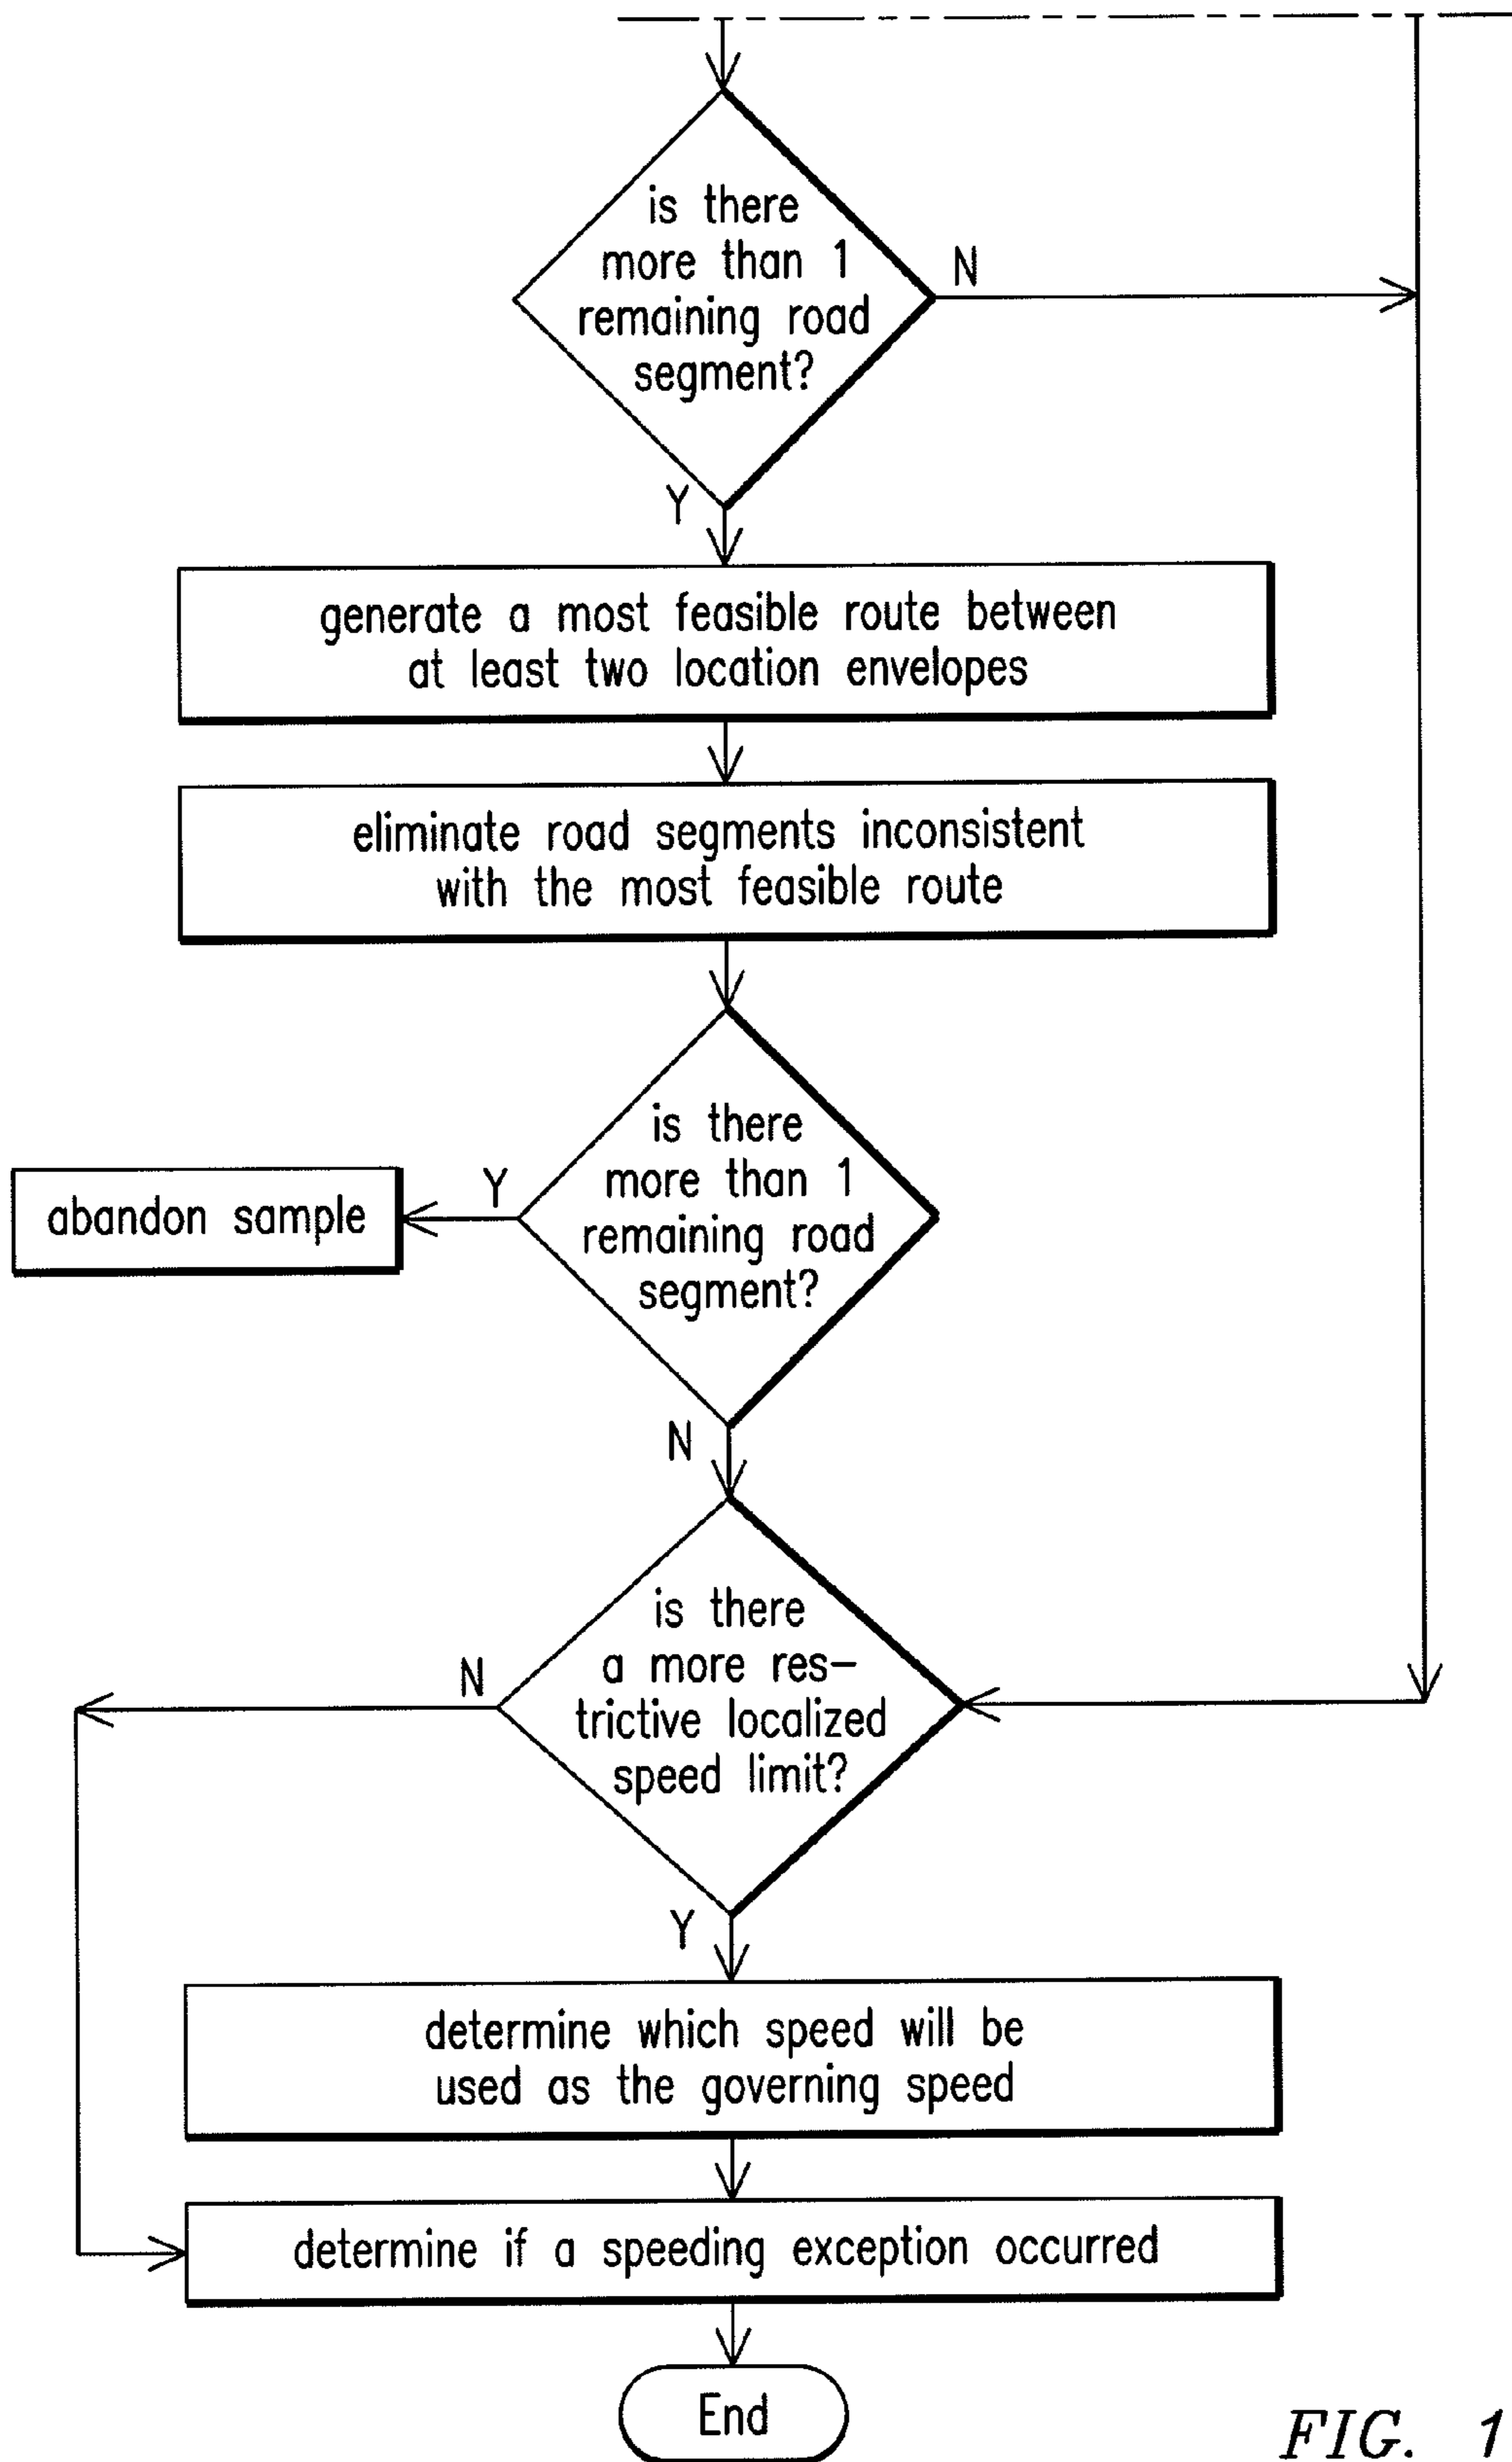 is there
more than 1
remaining road
segment?
N
Y
generate a most feasible route between
at least two location envelopes
eliminate road segments inconsistent
with the most feasible route
is there
more than 1
remaining road
segment?
Y
abandon sample
N
is there
a more res-
trictive localized
speed limit?
N
Y
determine which speed will be
used as the governing speed
determine if a speeding exception occurred
End
FIG. 1